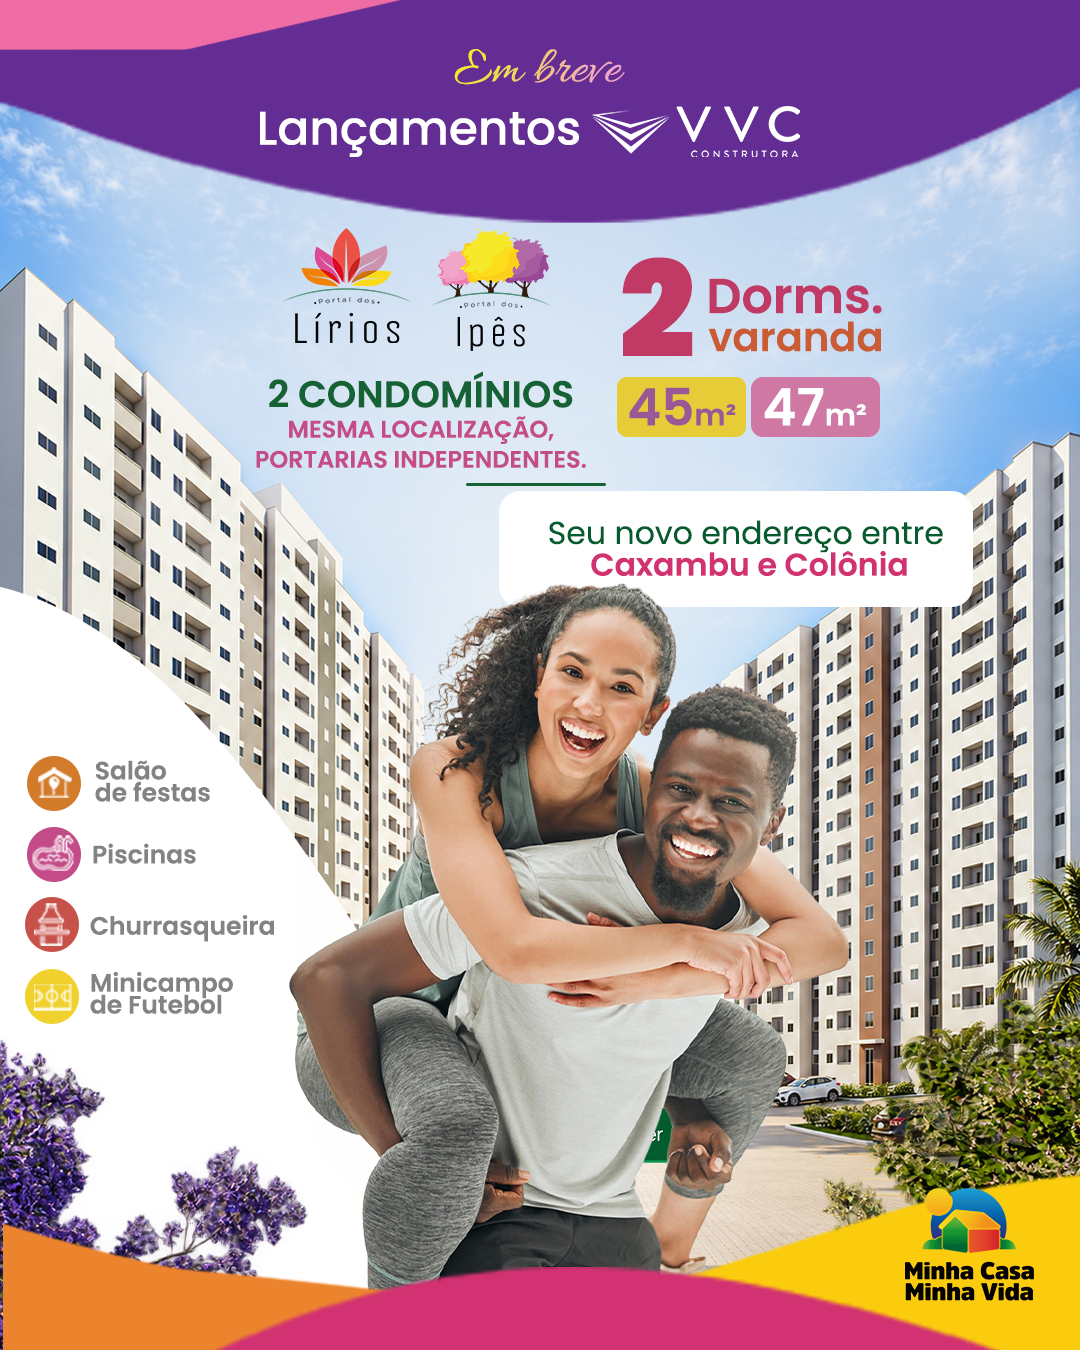 Em breve
Lançamentos VVC
CONSTRUTORA
Portal dos
Lírios
Portal dos
Ipês
2 Dorms.
varanda
45m² 47m²
2 CONDOMÍNIOS
MESMA LOCALIZAÇÃO,
PORTARIAS INDEPENDENTES.
Seu novo endereço entre
Caxambu e Colônia
Salão
de festas
Piscinas
Churrasqueira
Minicampo
de Futebol
Minha Casa
Minha Vida